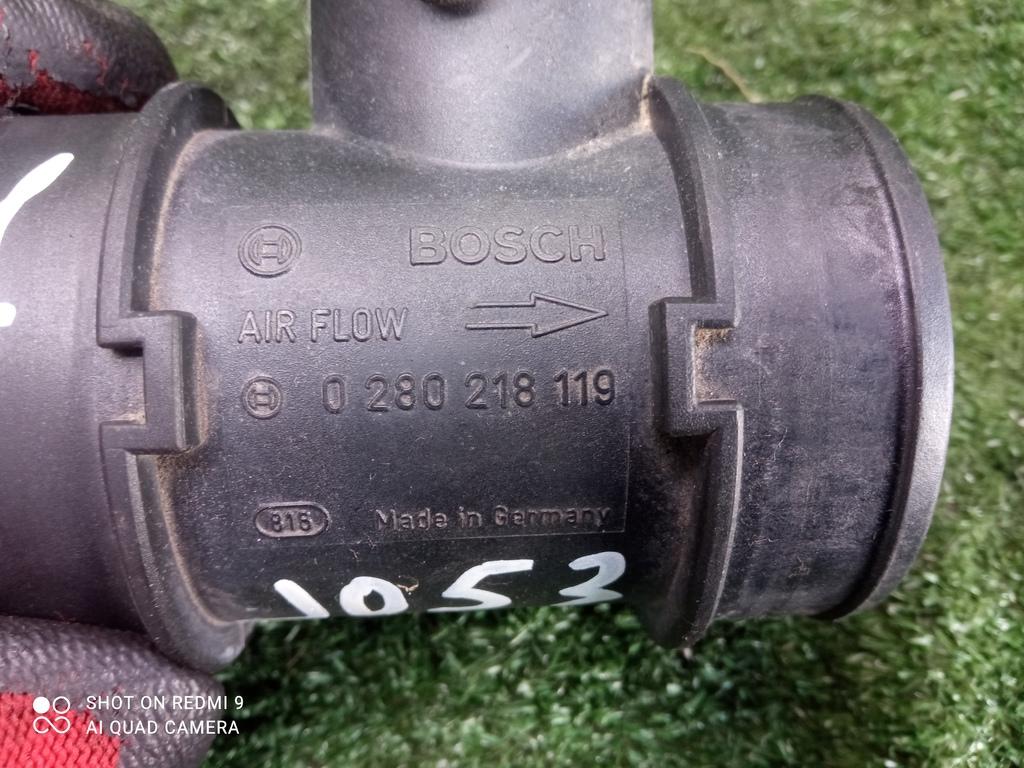 BOSCH
AIR FLOW
0 280 218 119
816 Made in Germany
1053
SHOT ON REDMI 9
AI QUAD CAMERA